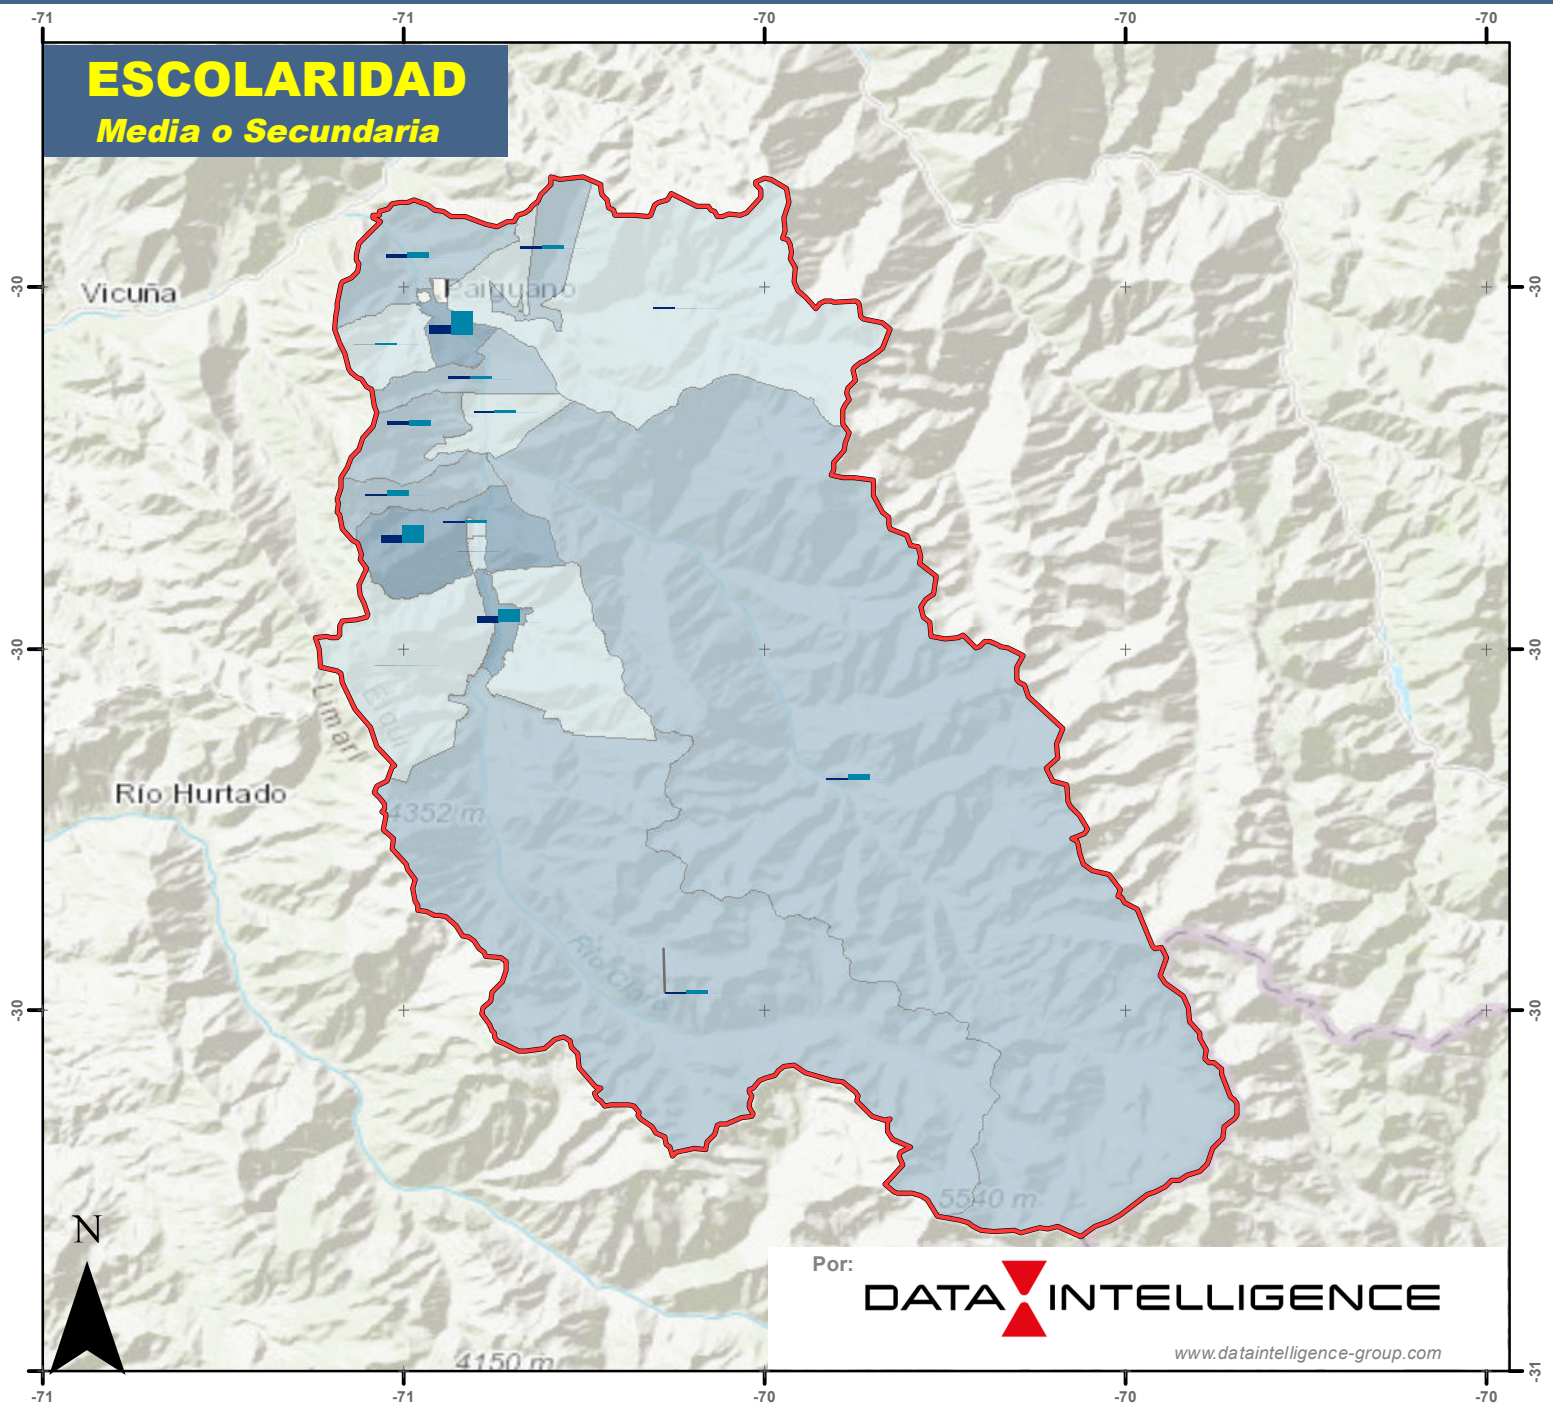 -71 -71 -70 -70 -70
ESCOLARIDAD
Media o Secundaria
-30 -30
Vicuña
Paiguano
-30 -30
Elqui
Limarí
Río Hurtado
4352 m
Río Claro
-30 -30
5540 m
N
Por:
DATA INTELLIGENCE
www.dataintelligence-group.com
4150 m
-31
-71 -71 -70 -70 -70